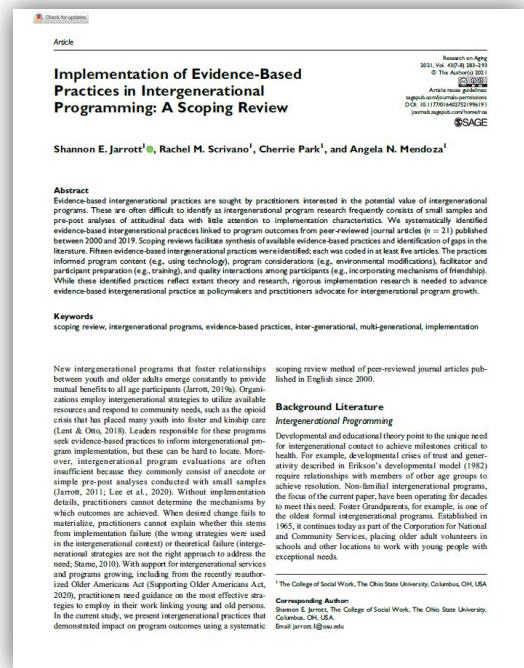 Check for updates
Article
Research on Aging
2021, Vol. 43(7-8) 283–293
© The Author(s) 2021
Article reuse guidelines:
sagepub.com/journals-permissions
DOI: 10.1177/0164027521996191
journals.sagepub.com/home/roa
SAGE
Implementation of Evidence-Based
Practices in Intergenerational
Programming: A Scoping Review
Shannon E. Jarrott1, Rachel M. Scrivano1, Cherrie Park1, and Angela N. Mendoza1
Abstract
Evidence-based intergenerational practices are sought by practitioners interested in the potential value of intergenerational
programs. These are often difficult to identify as intergenerational program research frequently consists of small samples and
pre-post analyses of attitudinal data with little attention to implementation characteristics. We systematically identified
evidence-based intergenerational practices linked to program outcomes from peer-reviewed journal articles (n = 21) published
between 2000 and 2019. Scoping reviews facilitate synthesis of available evidence-based practices and identification of gaps in the
literature. Fifteen evidence-based intergenerational practices were identified; each was coded in at least five articles. The practices
informed program content (e.g., using technology), program considerations (e.g., environmental modifications), facilitator and
participant preparation (e.g., training), and quality interactions among participants (e.g., incorporating mechanisms of friendship).
While these identified practices reflect extant theory and research, rigorous implementation research is needed to advance
evidence-based intergenerational practice as policymakers and practitioners advocate for intergenerational program growth.
Keywords
scoping review, intergenerational programs, evidence-based practices, inter-generational, multi-generational, implementation
New intergenerational programs that foster relationships
between youth and older adults emerge constantly to provide
mutual benefits to all age participants (Jarrott, 2019a). Organi-
zations employ intergenerational strategies to utilize available
resources and respond to community needs, such as the opioid
crisis that has placed many youth into foster and kinship care
(Lent & Otto, 2018). Leaders responsible for these programs
seek evidence-based practices to inform intergenerational pro-
gram implementation, but these can be hard to locate. More-
over, intergenerational program evaluations are often
insufficient because they commonly consist of anecdote or
simple pre-post analyses conducted with small samples
(Jarrott, 2011; Lee et al., 2020). Without implementation
details, practitioners cannot determine the mechanisms by
which outcomes are achieved. When desired change fails to
materialize, practitioners cannot explain whether this stems
from implementation failure (the wrong strategies were used
in the intergenerational context) or theoretical failure (interge-
nerational strategies are not the right approach to address the
need; Stame, 2010). With support for intergenerational services
and programs growing, including from the recently reauthor-
ized Older Americans Act (Supporting Older Americans Act,
2020), practitioners need guidance on the most effective stra-
tegies to employ in their work linking young and old persons.
In the current study, we present intergenerational practices that
demonstrated impact on program outcomes using a systematic
scoping review method of peer-reviewed journal articles pub-
lished in English since 2000.
Background Literature
Intergenerational Programming
Developmental and educational theory point to the unique need
for intergenerational contact to achieve milestones critical to
health. For example, developmental crises of trust and gener-
ativity described in Erikson's developmental model (1982)
require relationships with members of other age groups to
achieve resolution. Non-familial intergenerational programs,
the focus of the current paper, have been operating for decades
to meet this need. Foster Grandparents, for example, is one of
the oldest formal intergenerational programs. Established in
1965, it continues today as part of the Corporation for National
and Community Services, placing older adult volunteers in
schools and other locations to work with young people with
exceptional needs.
1 The College of Social Work, The Ohio State University, Columbus, OH, USA
Corresponding Author:
Shannon E. Jarrott, The College of Social Work, The Ohio State University,
Columbus, OH, USA.
Email: jarrott.1@osu.edu